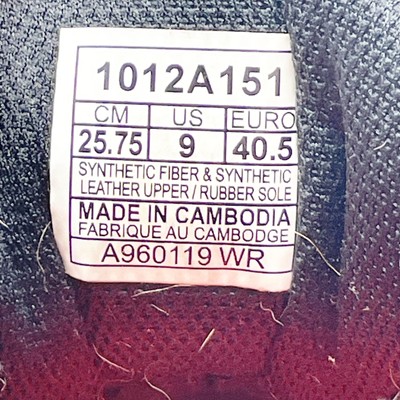 1012A151
CM US EURO
25.75 9 40.5
SYNTHETIC FIBER & SYNTHETIC
LEATHER UPPER / RUBBER SOLE
MADE IN CAMBODIA
FABRIQUE AU CAMBODGE
A960119 WR